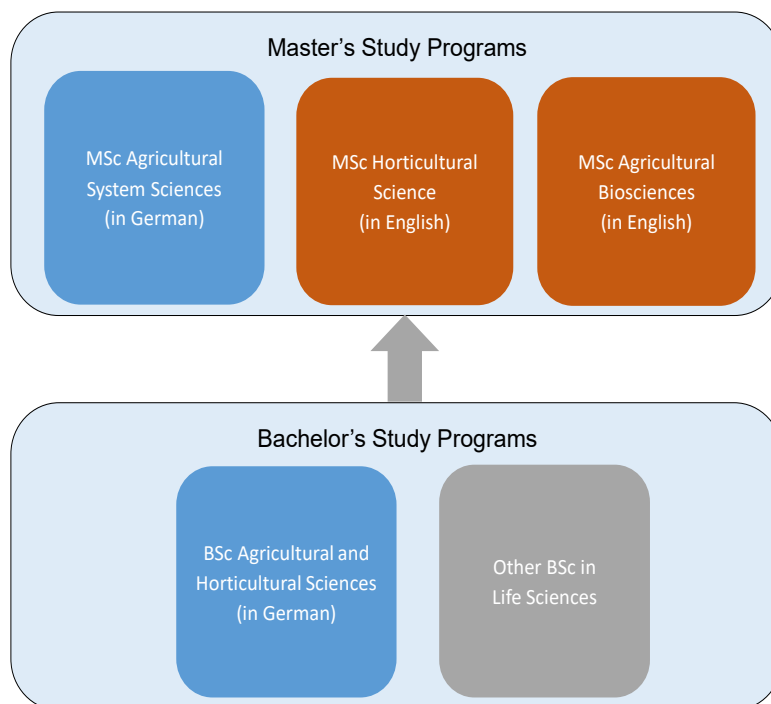 Master’s Study Programs
MSc Agricultural
System Sciences
(in German)
MSc Horticultural
Science
(in English)
MSc Agricultural
Biosciences
(in English)
Bachelor’s Study Programs
BSc Agricultural and
Horticultural Sciences
(in German)
Other BSc in
Life Sciences